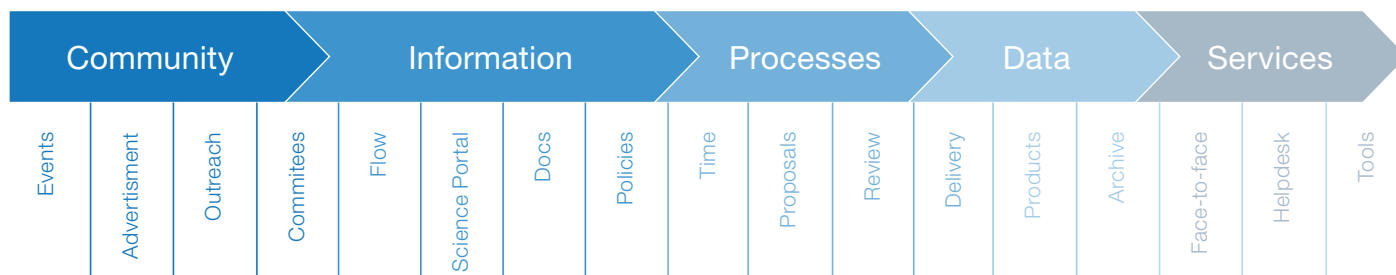 Community
Information
Processes
Data
Services
Events
Advertisment
Outreach
Commitees
Flow
Science Portal
Docs
Policies
Time
Proposals
Review
Delivery
Products
Archive
Face-to-face
Helpdesk
Tools